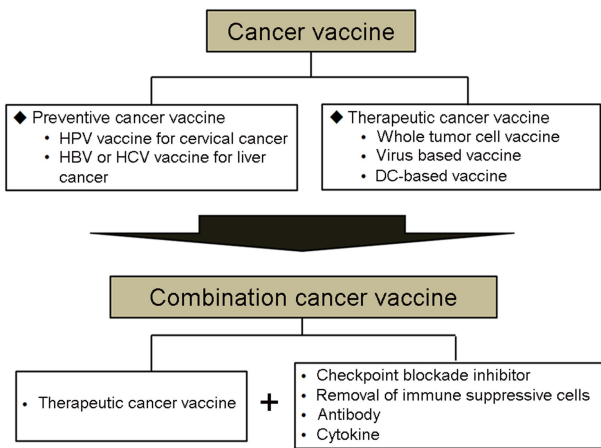 Cancer vaccine
◆ Preventive cancer vaccine
• HPV vaccine for cervical cancer
• HBV or HCV vaccine for liver
cancer
◆ Therapeutic cancer vaccine
• Whole tumor cell vaccine
• Virus based vaccine
• DC-based vaccine
Combination cancer vaccine
• Therapeutic cancer vaccine
+
• Checkpoint blockade inhibitor
• Removal of immune suppressive cells
• Antibody
• Cytokine